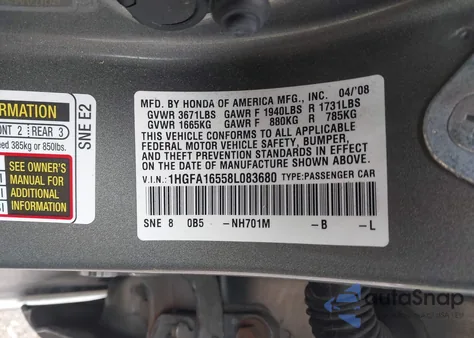 MFD. BY HONDA OF AMERICA MFG., INC. 04/'08
GVWR 3671LBS GAWR F 1940LBS R 1731LBS
GVWR 1665KG GAWR F 880KG R 785KG
THIS VEHICLE CONFORMS TO ALL APPLICABLE
FEDERAL MOTOR VEHICLE SAFETY, BUMPER,
AND THEFT PREVENTION STANDARDS IN EFFECT
ON THE DATE OF MANUFACTURE SHOWN ABOVE.
V.I.N.: 1HGFA16558L083680 TYPE:PASSENGER CAR
SNE 8 0B5 -NH701M -B -L
RMATION
ONT 2 REAR 3
eed 385kg or 850lbs.
SEE OWNER'S
MANUAL FOR
ADDITIONAL
INFORMATION
SNE E2
autoSnap